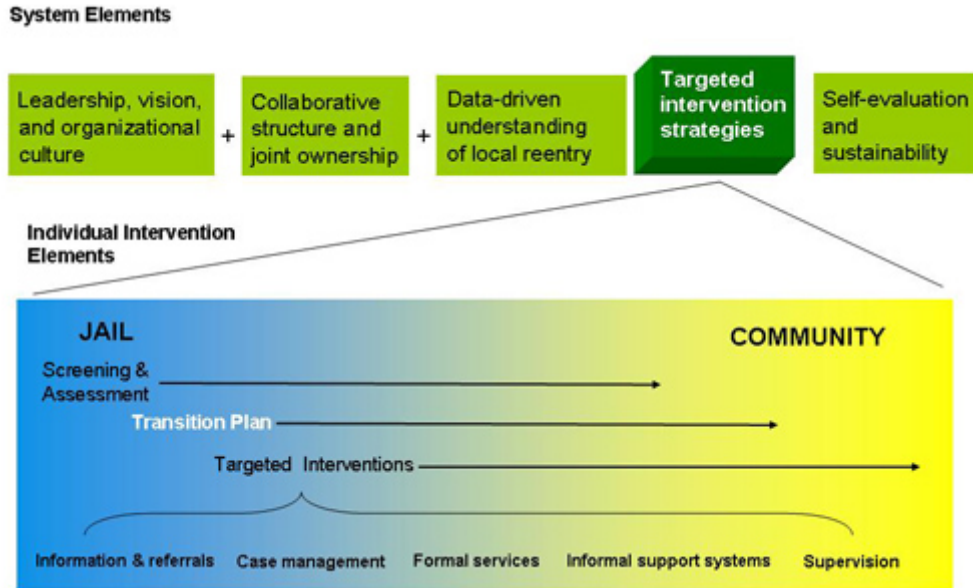 System Elements
Leadership, vision,
and organizational
culture
+
Collaborative
structure and
joint ownership
+
Data-driven
understanding
of local reentry
Targeted
intervention
strategies
Self-evaluation
and
sustainability
Individual Intervention
Elements
JAIL
COMMUNITY
Screening &
Assessment
Transition Plan
Targeted Interventions
Information & referrals Case management Formal services Informal support systems Supervision